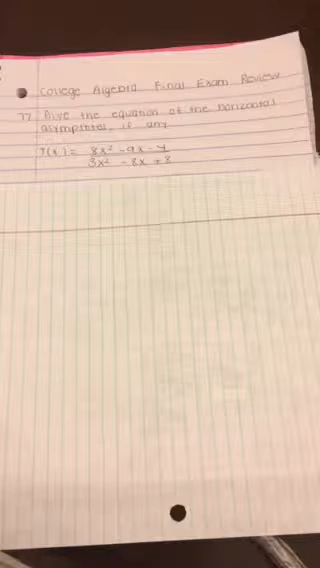 College Algebra Final Exam Review
77. Give the equation of the horizontal
asymptotes, if any
f(x) = 8x² - 9x - 4
3x² - 8x + 8